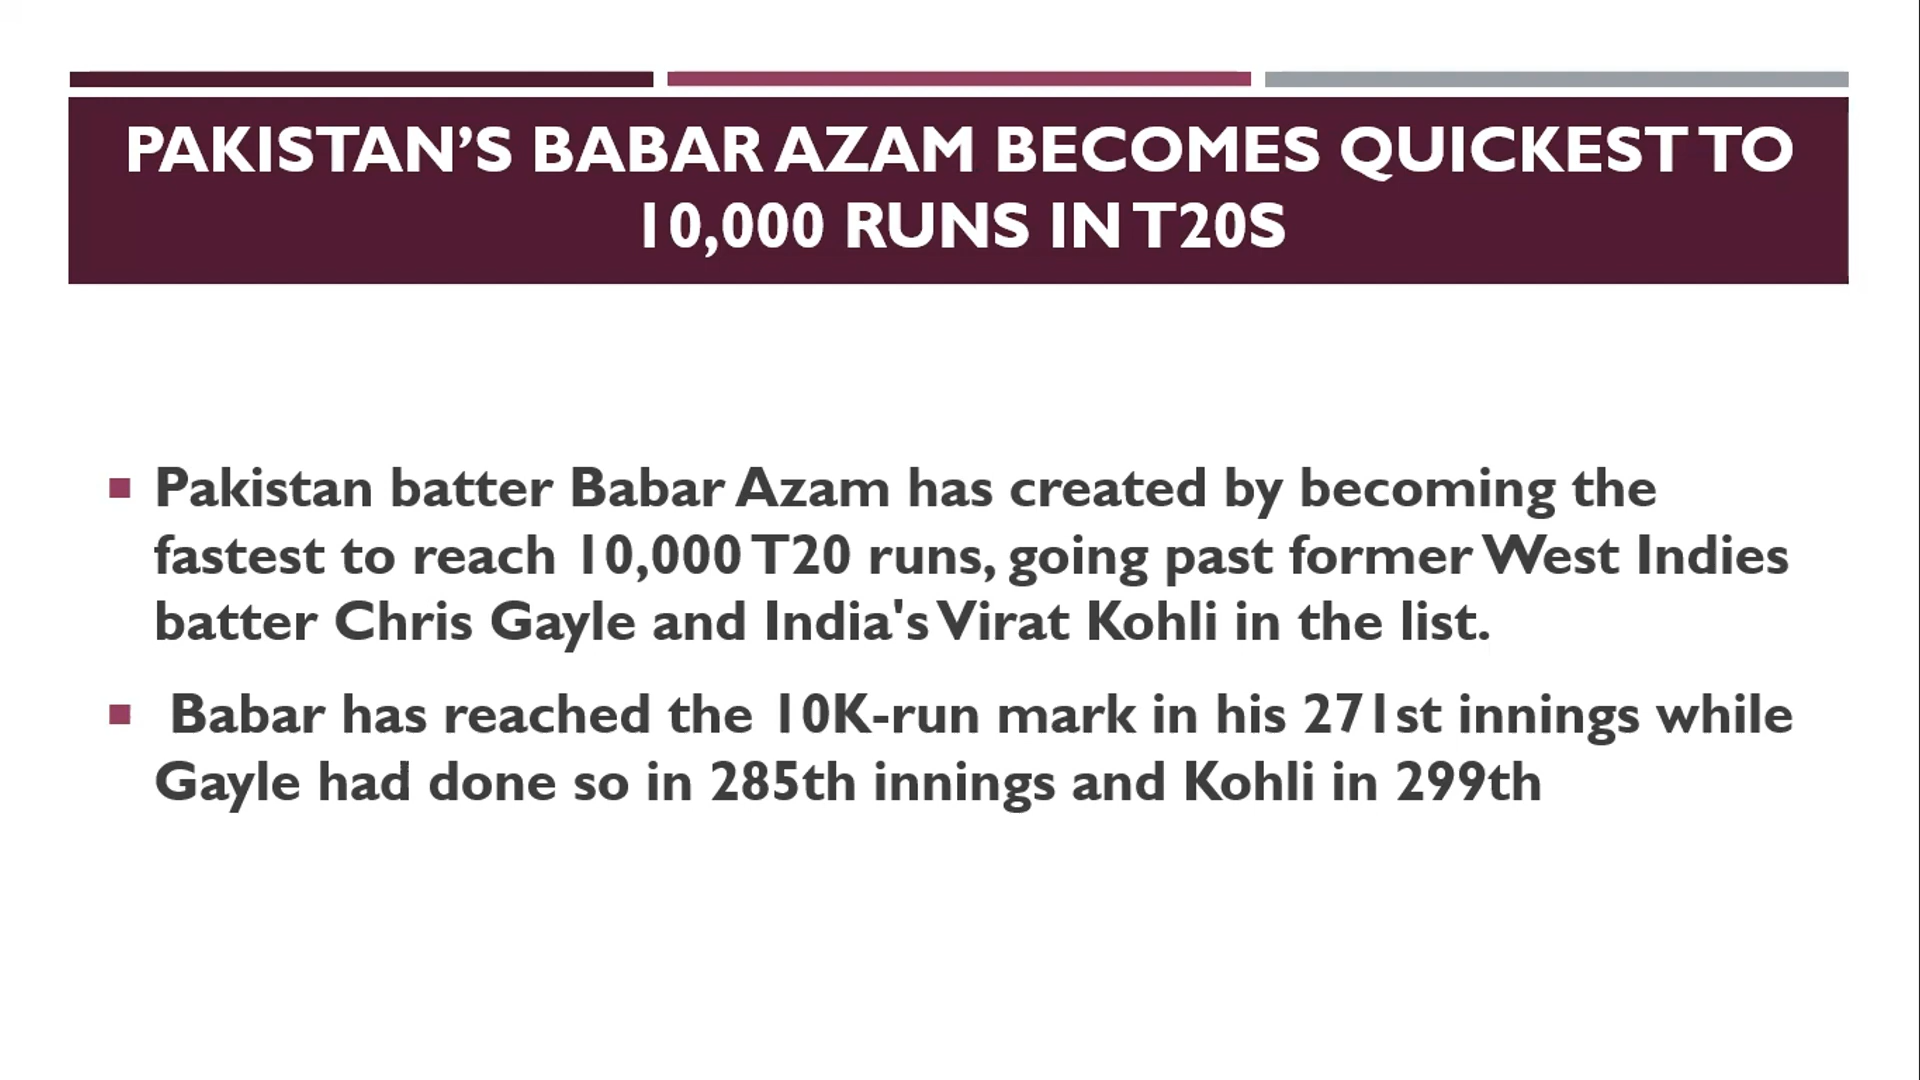 PAKISTAN’S BABAR AZAM BECOMES QUICKEST TO
10,000 RUNS IN T20S
Pakistan batter Babar Azam has created by becoming the
fastest to reach 10,000 T20 runs, going past former West Indies
batter Chris Gayle and India's Virat Kohli in the list.
Babar has reached the 10K-run mark in his 271st innings while
Gayle had done so in 285th innings and Kohli in 299th